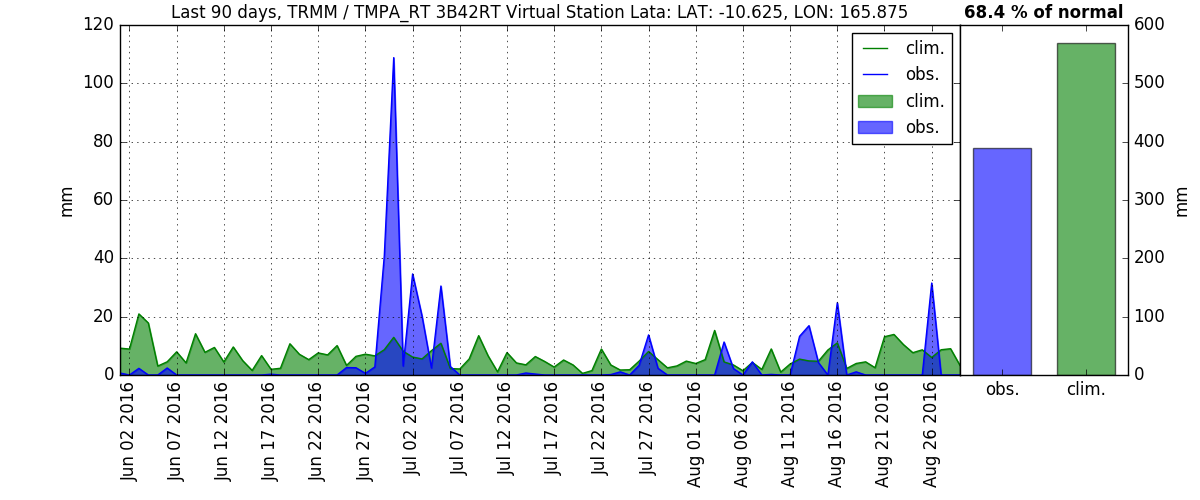 Last 90 days, TRMM / TMPA_RT 3B42RT Virtual Station Lata: LAT: -10.625, LON: 165.875
68.4 % of normal
120
100
80
60
40
20
0
mm
clim.
obs.
clim.
obs.
Jun 02 2016
Jun 07 2016
Jun 12 2016
Jun 17 2016
Jun 22 2016
Jun 27 2016
Jul 02 2016
Jul 07 2016
Jul 12 2016
Jul 17 2016
Jul 22 2016
Jul 27 2016
Aug 01 2016
Aug 06 2016
Aug 11 2016
Aug 16 2016
Aug 21 2016
Aug 26 2016
600
500
400
300
200
100
0
mm
obs.
clim.